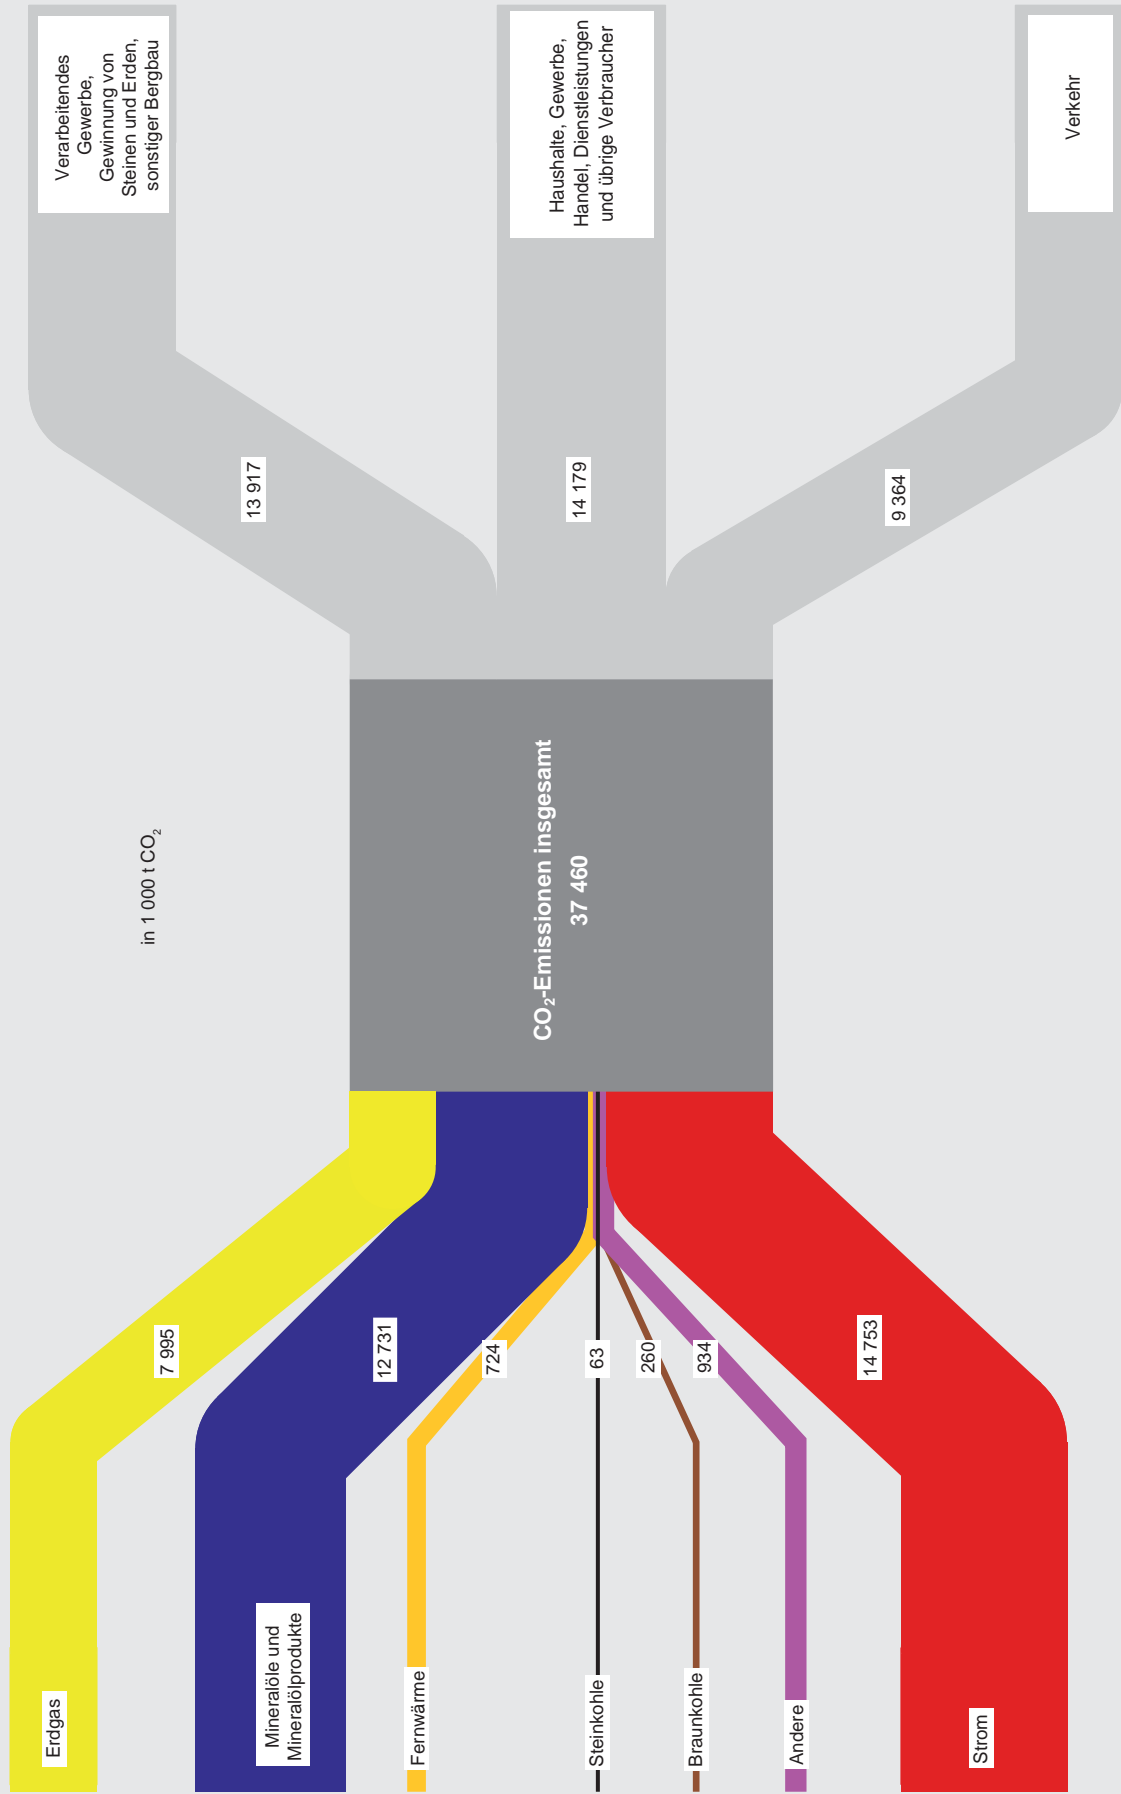 in 1 000 t CO₂
Erdgas
7 995
Mineralöle und
Mineralölprodukte
12 731
Fernwärme
724
Steinkohle
63
Braunkohle
260
Andere
934
Strom
14 753
CO₂-Emissionen insgesamt
37 460
13 917
Verarbeitendes
Gewerbe,
Gewinnung von
Steinen und Erden,
sonstiger Bergbau
14 179
Haushalte, Gewerbe,
Handel, Dienstleistungen
und übrige Verbraucher
9 364
Verkehr